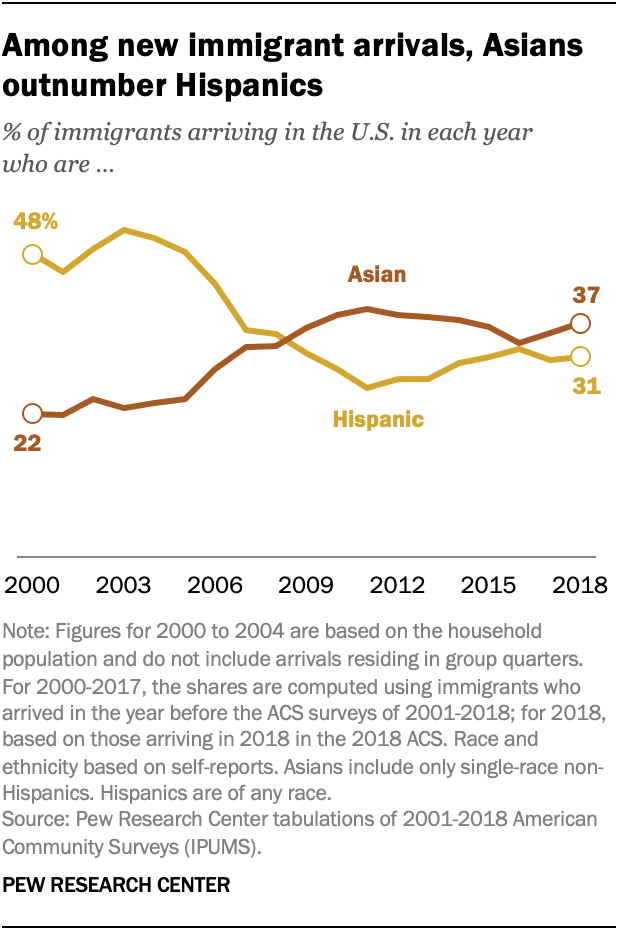 Among new immigrant arrivals, Asians
outnumber Hispanics
% of immigrants arriving in the U.S. in each year
who are ...
48%
Asian
37
31
Hispanic
22
2000 2003 2006 2009 2012 2015 2018
Note: Figures for 2000 to 2004 are based on the household
population and do not include arrivals residing in group quarters.
For 2000-2017, the shares are computed using immigrants who
arrived in the year before the ACS surveys of 2001-2018; for 2018,
based on those arriving in 2018 in the 2018 ACS. Race and
ethnicity based on self-reports. Asians include only single-race non-
Hispanics. Hispanics are of any race.
Source: Pew Research Center tabulations of 2001-2018 American
Community Surveys (IPUMS).
PEW RESEARCH CENTER